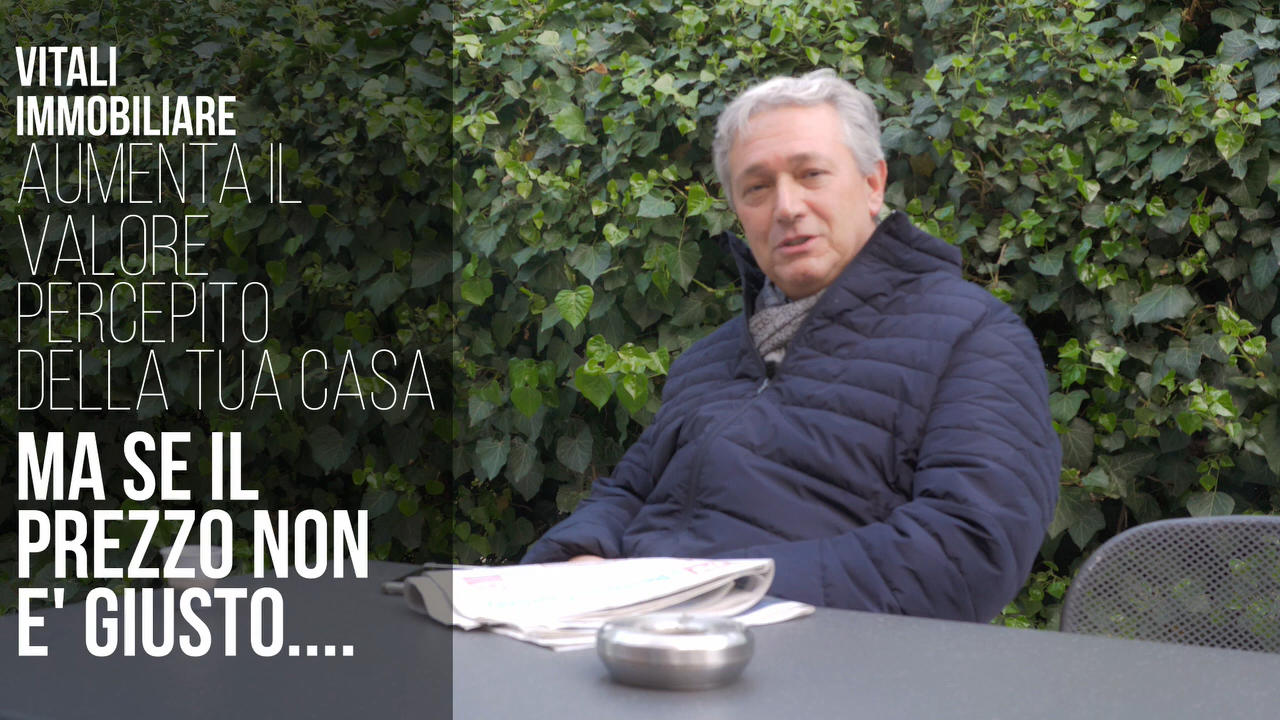 VITALI
IMMOBILIARE
AUMENTA IL
VALORE
PERCEPITO
DELLA TUA CASA
MA SE IL
PREZZO NON
E' GIUSTO....